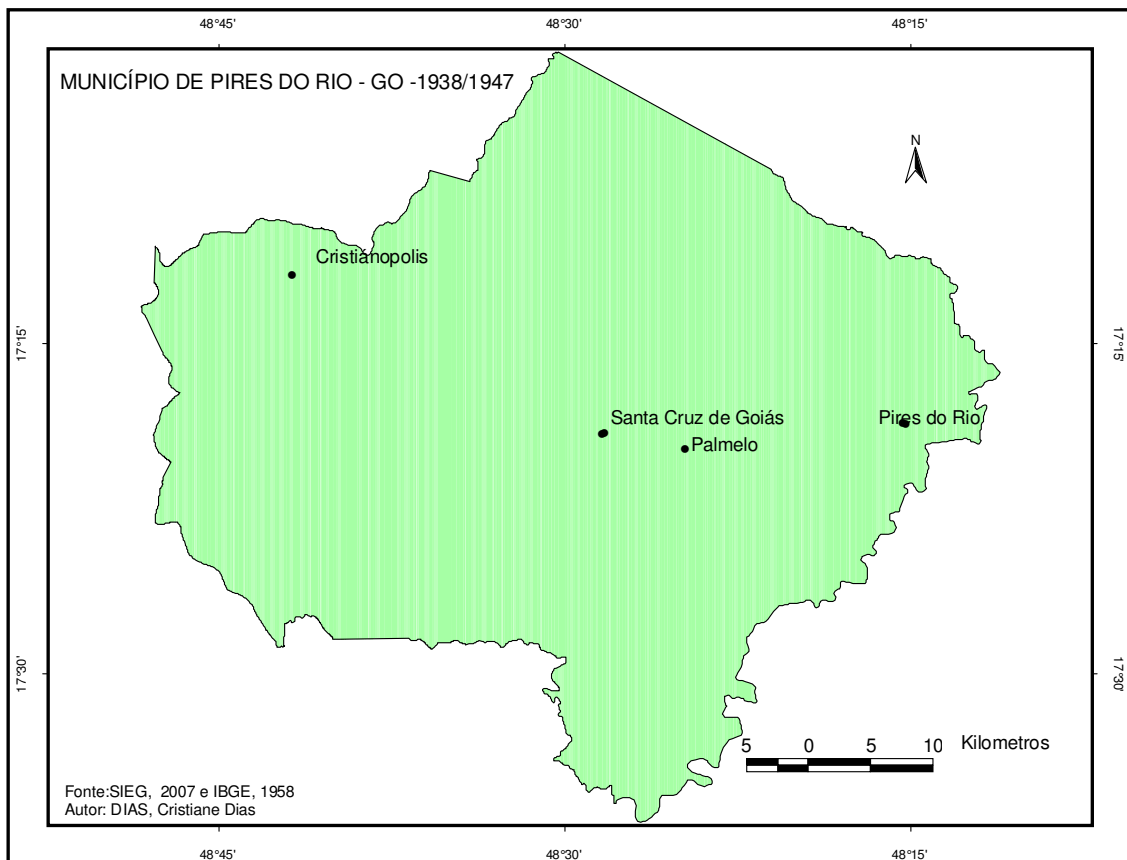 48°45'
48°30'
48°15'
MUNICÍPIO DE PIRES DO RIO - GO -1938/1947
N
Cristiánopolis
17°15'
17°15'
Santa Cruz de Goiás
Pires do Rio
Palmelo
17°30'
17°30'
5 0 5 10 Kilometros
Fonte:SIEG, 2007 e IBGE, 1958
Autor: DIAS, Cristiane Dias
48°45'
48°30'
48°15'